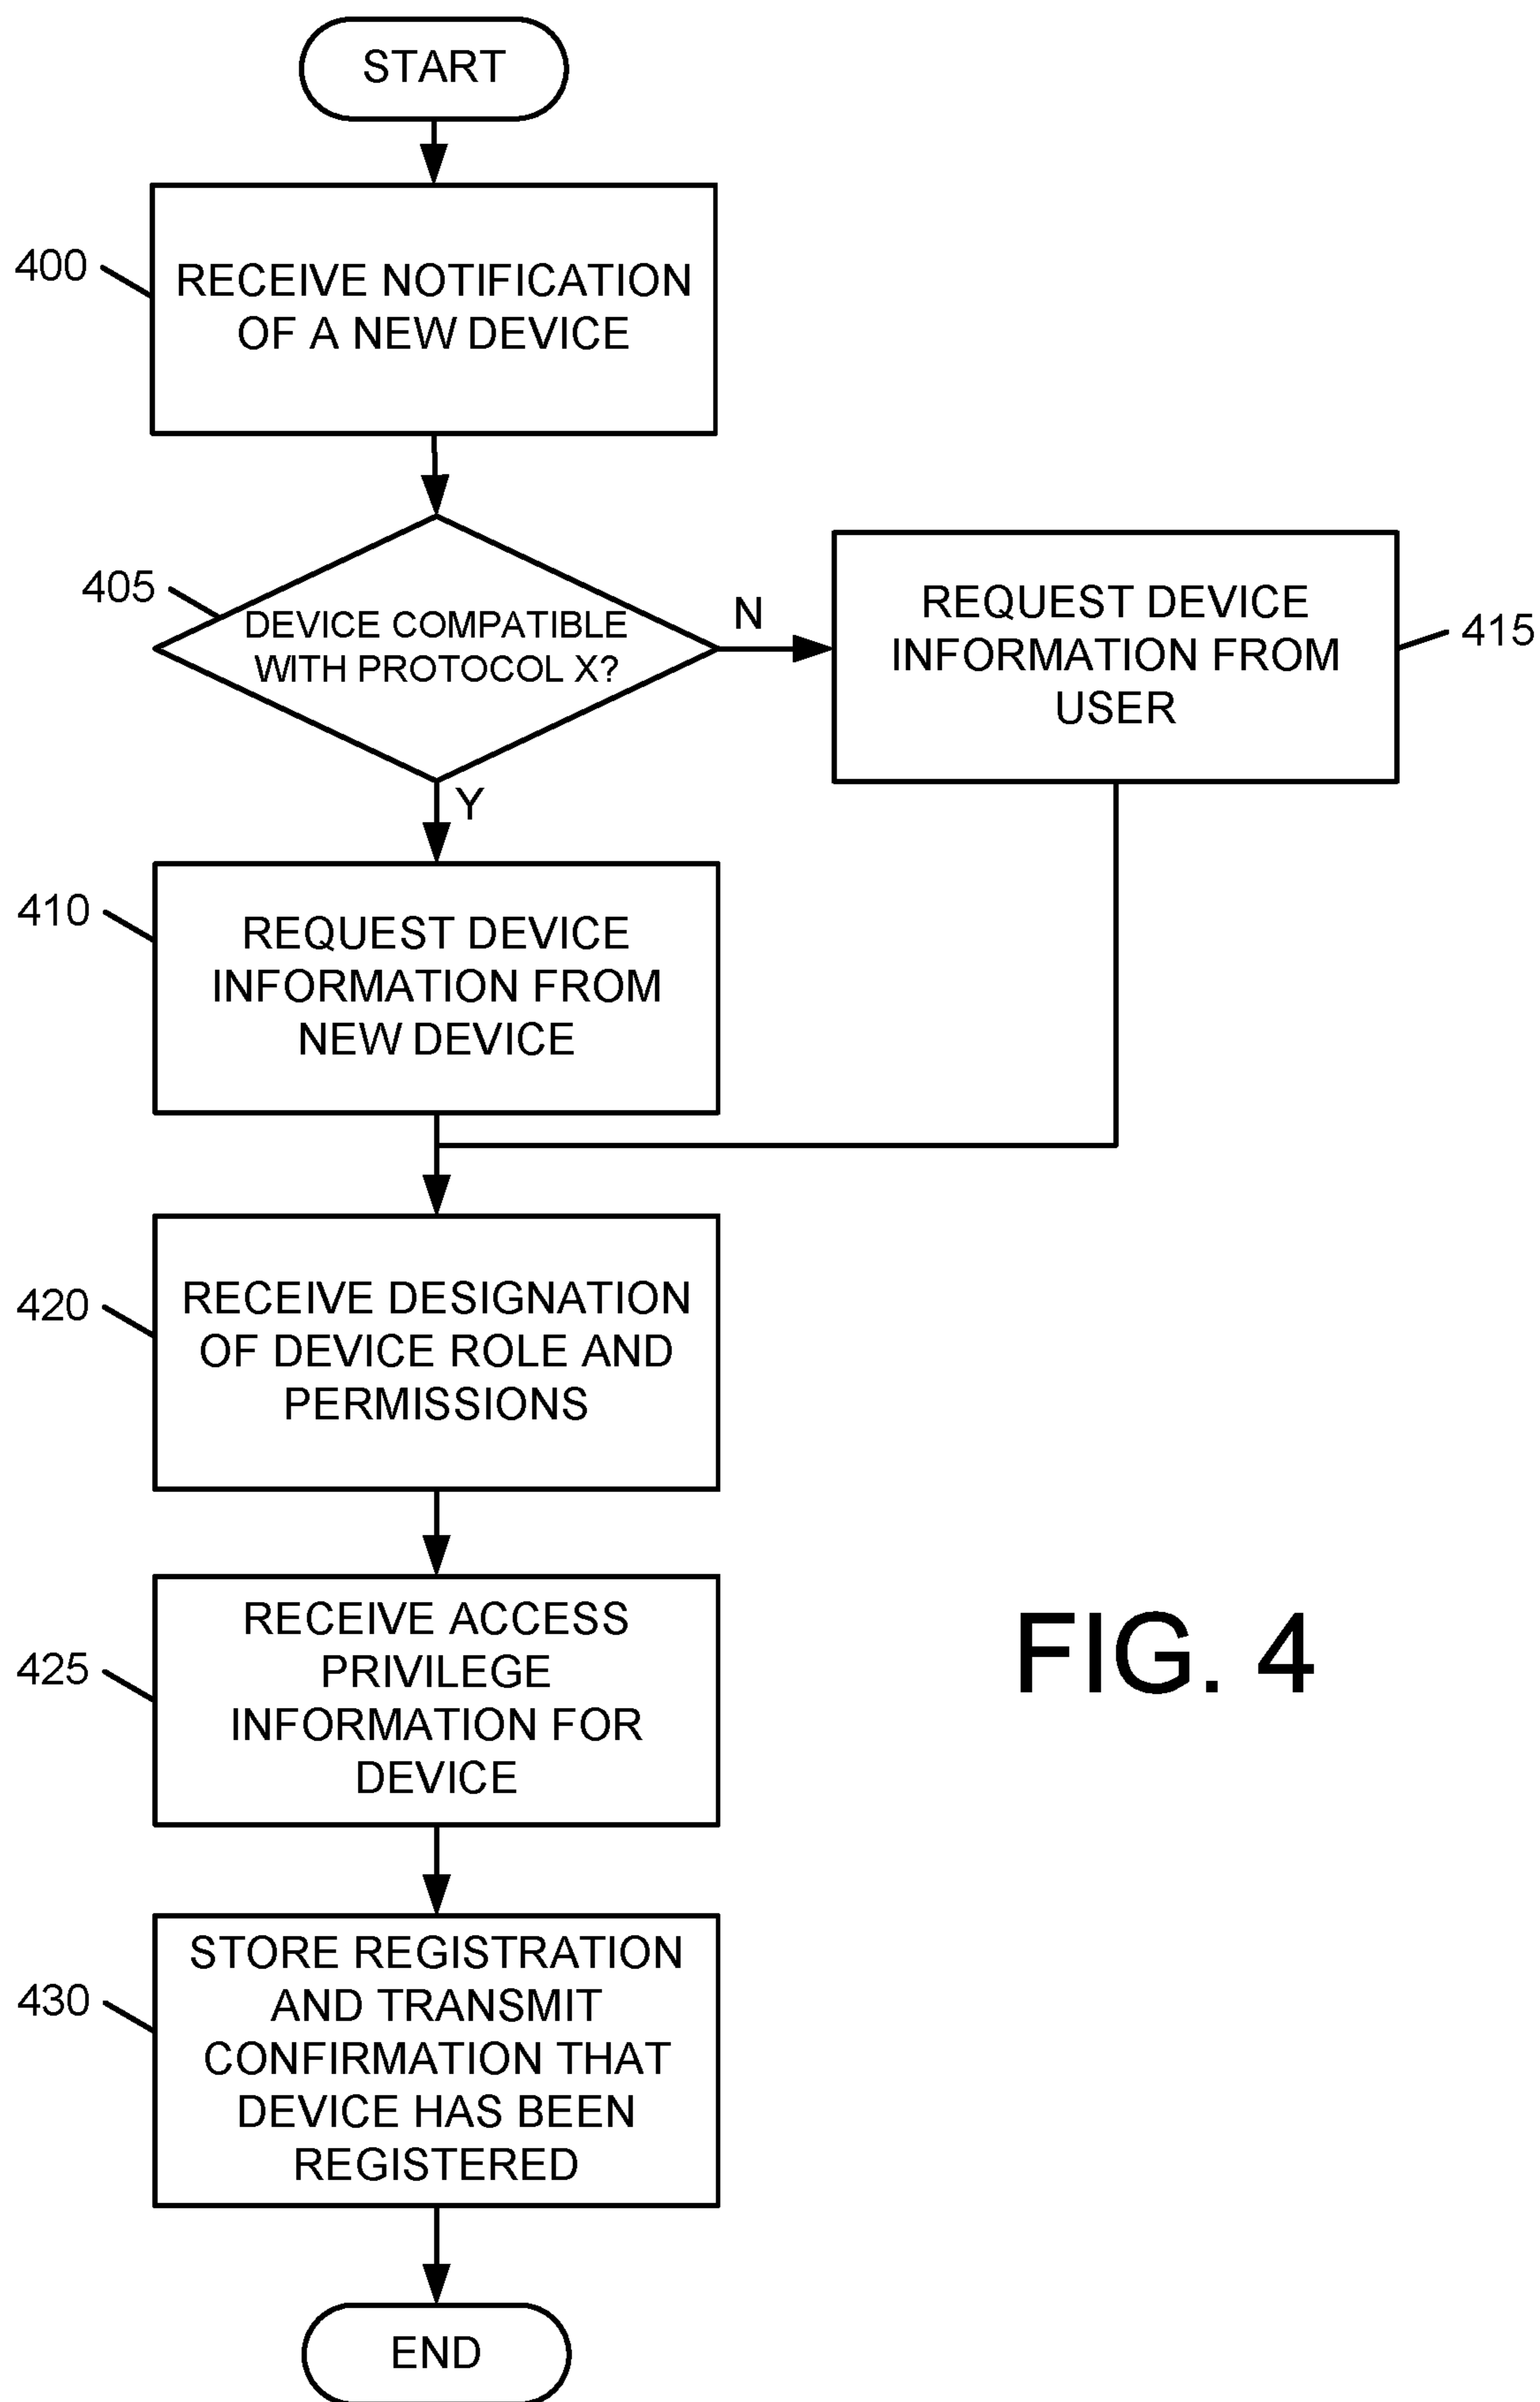 START
400
RECEIVE NOTIFICATION
OF A NEW DEVICE
405
DEVICE COMPATIBLE
WITH PROTOCOL X?
N
REQUEST DEVICE
INFORMATION FROM
USER
415
Y
410
REQUEST DEVICE
INFORMATION FROM
NEW DEVICE
420
RECEIVE DESIGNATION
OF DEVICE ROLE AND
PERMISSIONS
425
RECEIVE ACCESS
PRIVILEGE
INFORMATION FOR
DEVICE
FIG. 4
430
STORE REGISTRATION
AND TRANSMIT
CONFIRMATION THAT
DEVICE HAS BEEN
REGISTERED
END